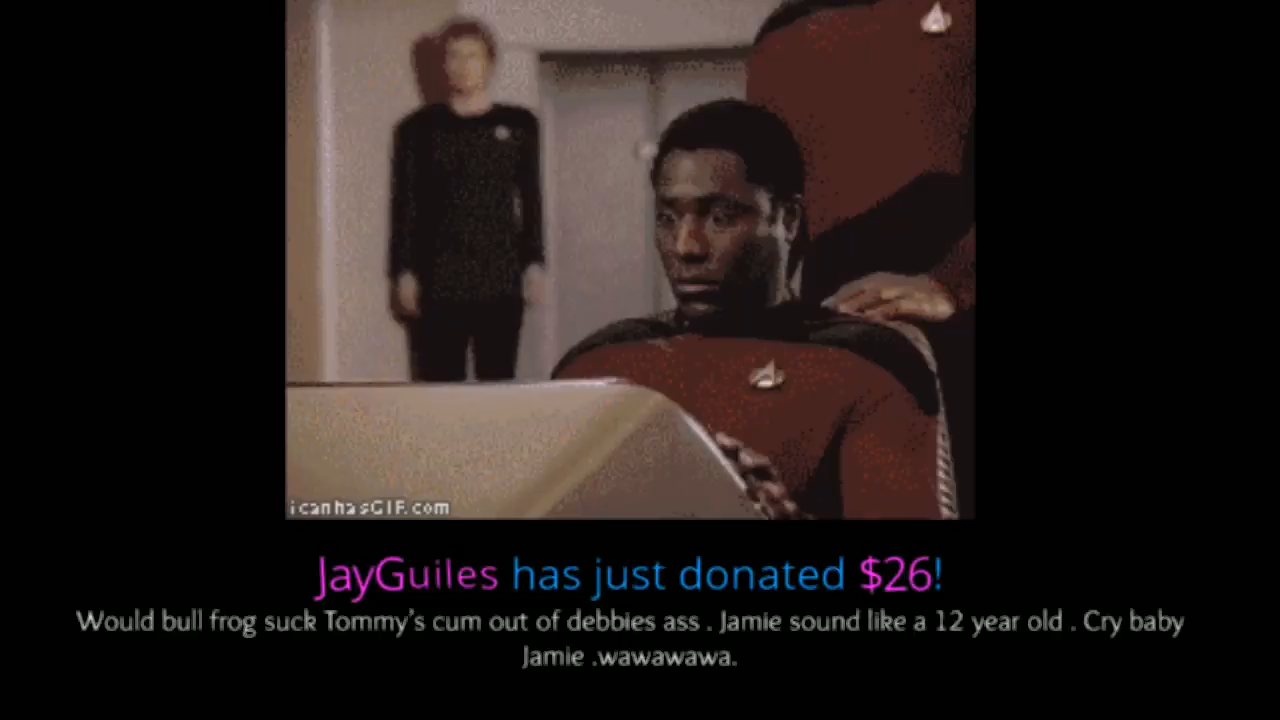 icanhasGIF.com
JayGuiles has just donated $26!
Would bull frog suck Tommy's cum out of debbies ass . Jamie sound like a 12 year old . Cry baby
Jamie .wawawawa.